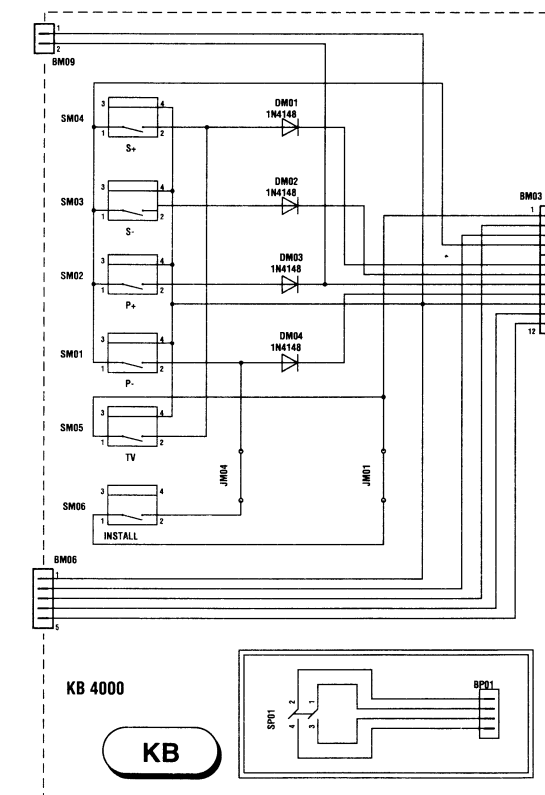 1
2
BM09
3 4
SM04
1 2
S+
DM01
1N4148
3 4
SM03
1 2
S-
DM02
1N4148
BM03
1
12
3 4
SM02
1 2
P+
DM03
1N4148
3 4
SM01
1 2
P-
DM04
1N4148
3 4
SM05
1 2
TV
JM04
JM01
3 4
SM06
1 2
INSTALL
BM06
1
5
KB 4000
KB
SP01
2 1
4 3
BP01